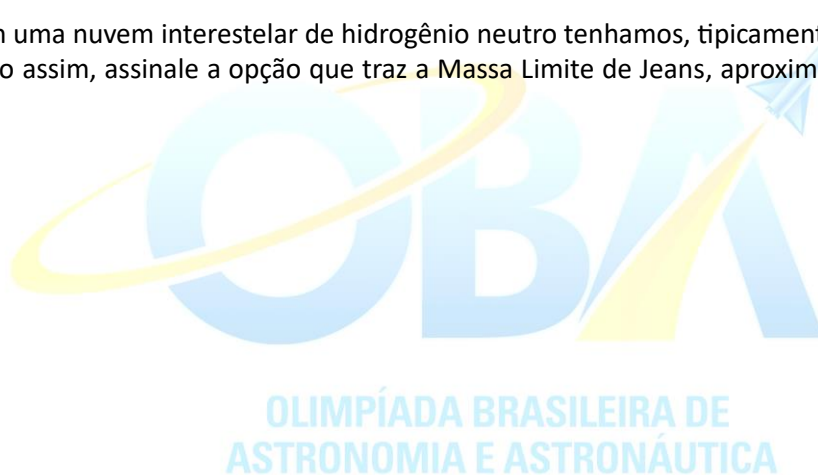 uma nuvem interestelar de hidrogênio neutro tenhamos, tipicament
o assim, assinale a opção que traz a Massa Limite de Jeans, aproxim
OBA
OLIMPÍADA BRASILEIRA DE
ASTRONOMIA E ASTRONÁUTICA